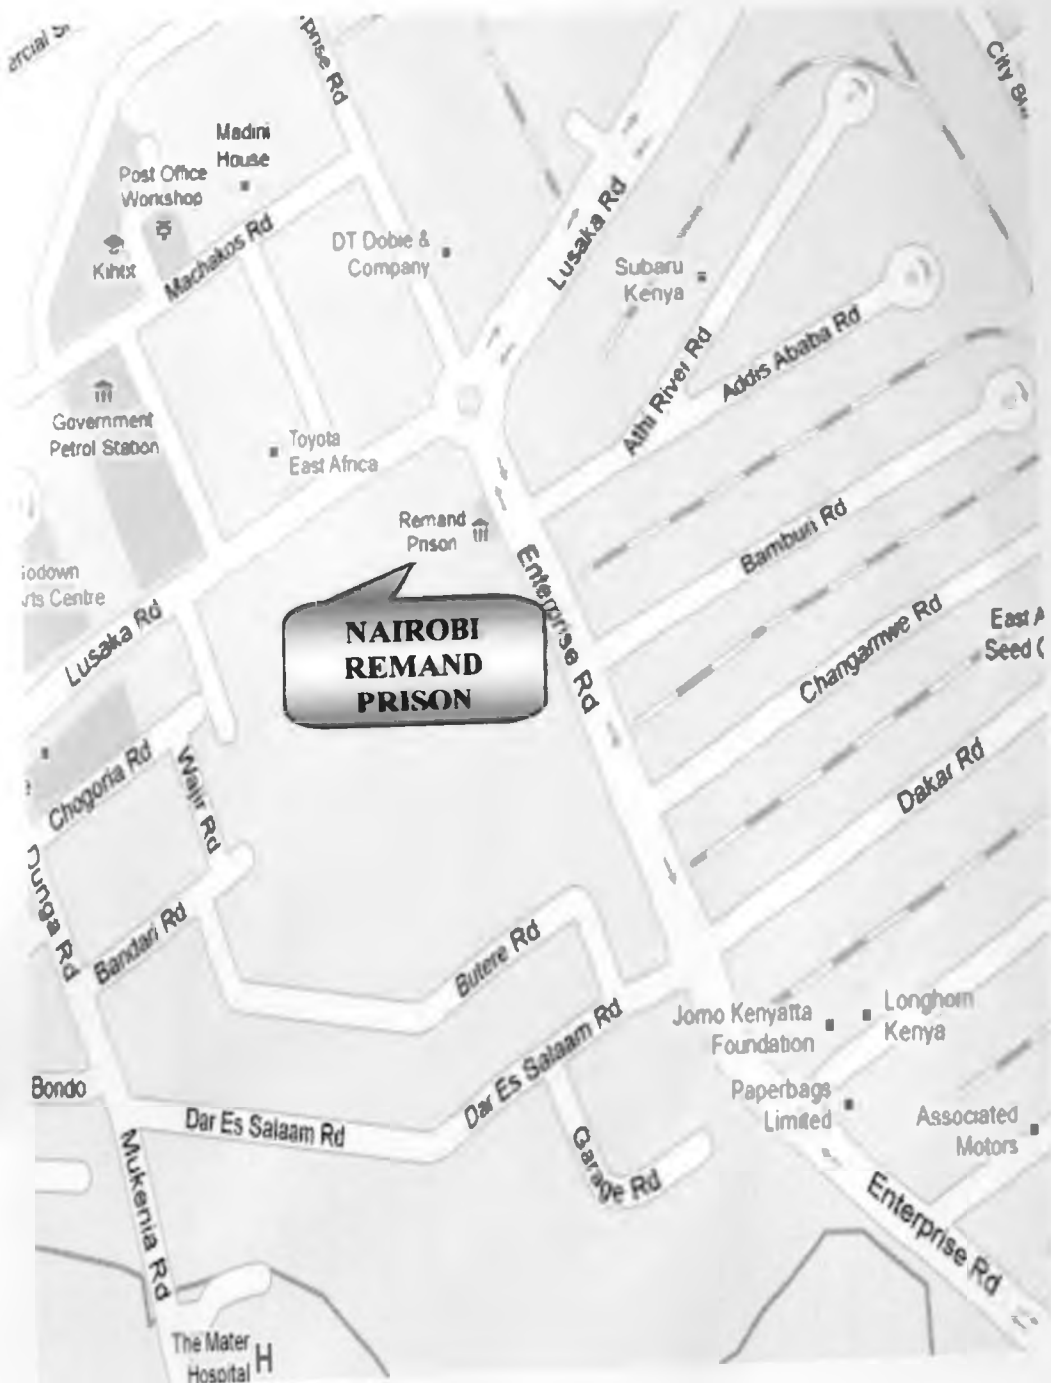 prise Rd
City
Madini
House
Post Office
Workshop
Kihtx
Machakos Rd
DT Dobie &
Company
Lusaka Rd
Subaru
Kenya
Athi River Rd
Addis Ababa Rd
Government
Petrol Station
Toyota
East Africa
Remand
Prison
Bamburi Rd
Enterprise Rd
Godown
Arts Centre
Lusaka Rd
NAIROBI
REMAND
PRISON
Changamwe Rd
East A
Seed C
Chogoria Rd
Wajir Rd
Dakar Rd
Dunga Rd
Bandari Rd
Butere Rd
Jomo Kenyatta
Foundation
Longhorn
Kenya
Dar Es Salaam Rd
Bondo
Dar Es Salaam Rd
Paperbags
Limited
Associated
Motors
Garage Rd
Mukenia Rd
Enterprise Rd
The Mater
Hospital
H